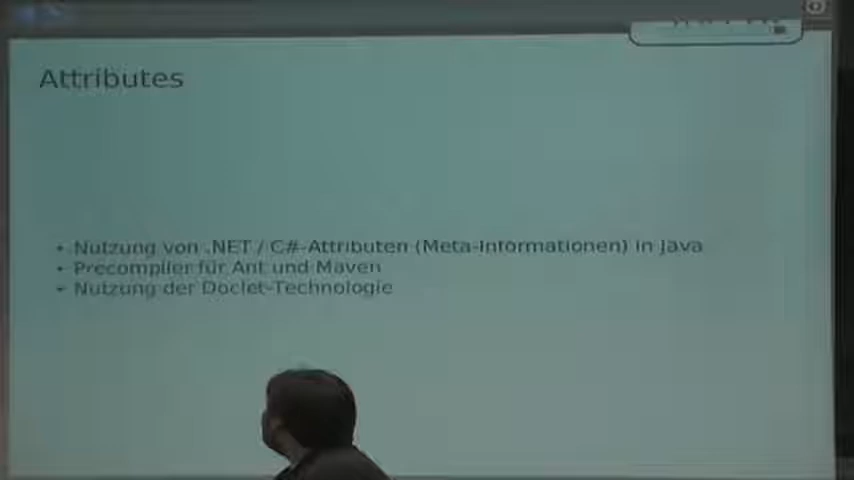 Attributes
• Nutzung von .NET / C#-Attributen (Meta-Informationen) in Java
• Precompiler für Ant und Maven
• Nutzung der Doclet-Technologie